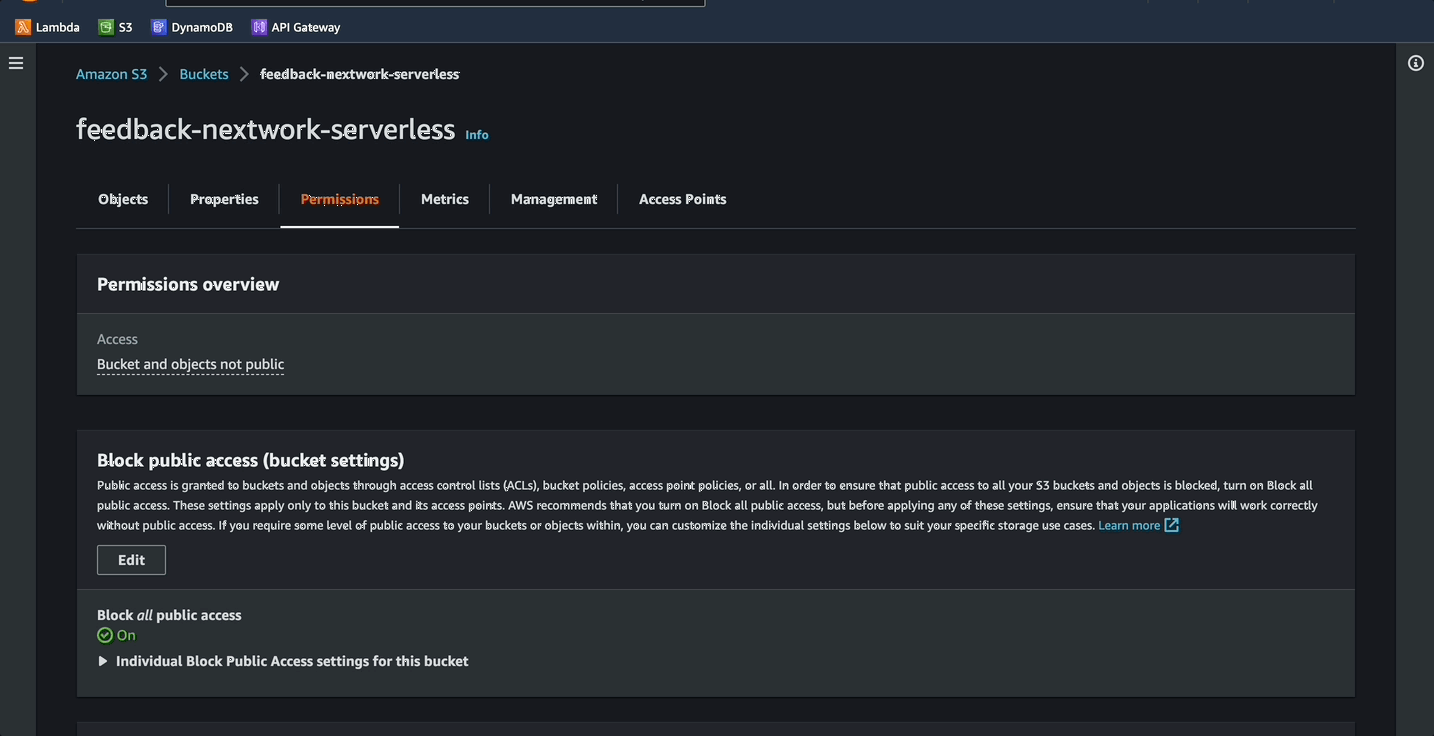 Lambda S3 DynamoDB API Gateway
Amazon S3 Buckets feedback-nextwork-serverless
feedback-nextwork-serverless Info
Objects Properties Permissions Metrics Management Access Points
Permissions overview
Access
Bucket and objects not public
Block public access (bucket settings)
Public access is granted to buckets and objects through access control lists (ACLs), bucket policies, access point policies, or all. In order to ensure that public access to all your S3 buckets and objects is blocked, turn on Block all
public access. These settings apply only to this bucket and its access points. AWS recommends that you turn on Block all public access, but before applying any of these settings, ensure that your applications will work correctly
without public access. If you require some level of public access to your buckets or objects within, you can customize the individual settings below to suit your specific storage use cases. Learn more
Edit
Block all public access
On
Individual Block Public Access settings for this bucket